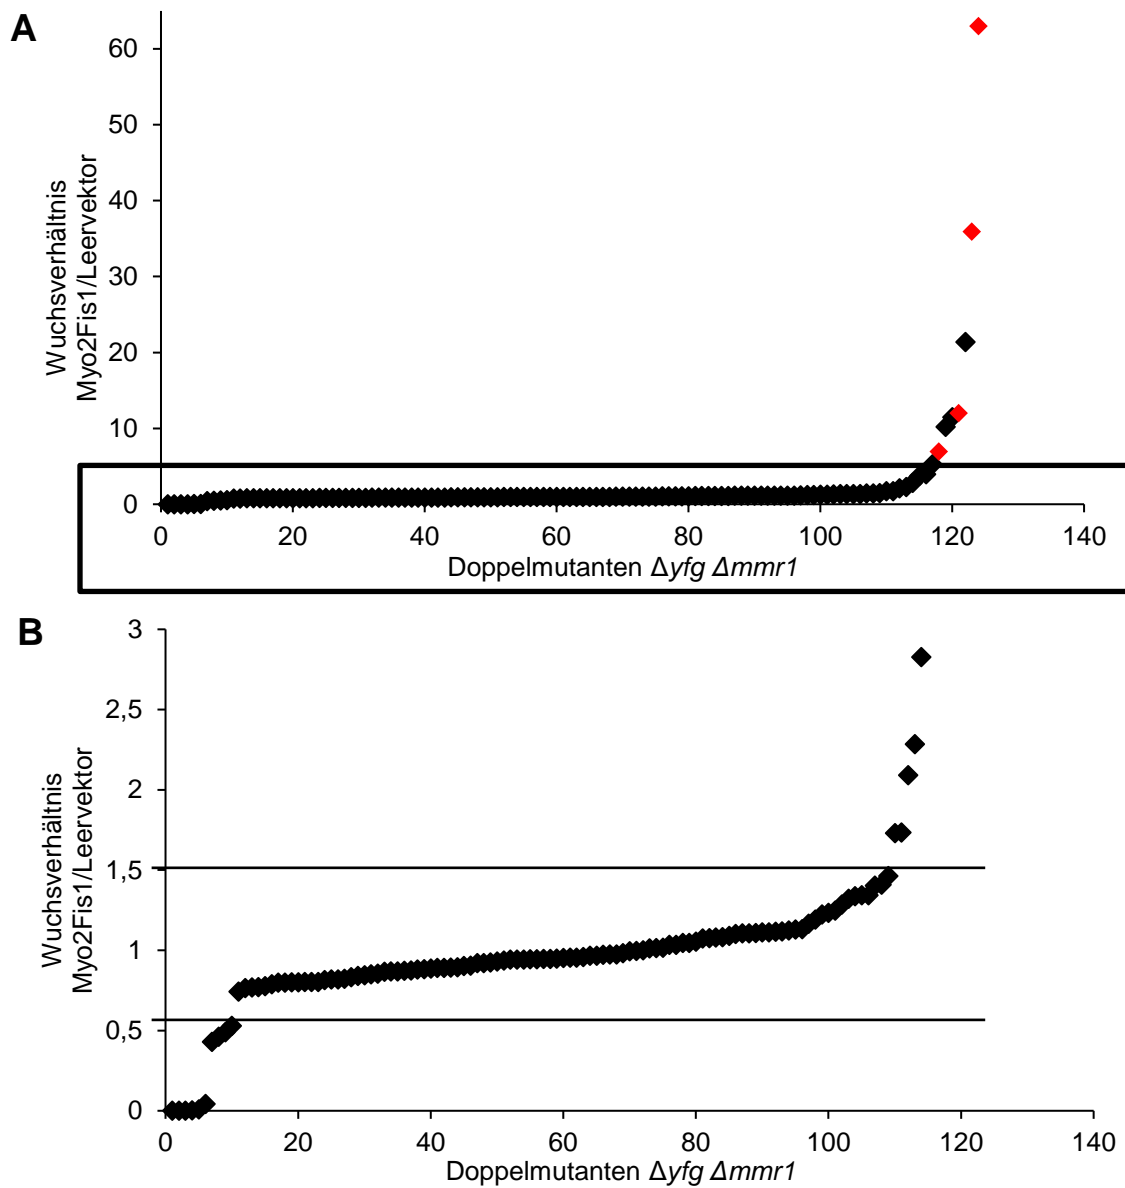 A
60
50
40
30
20
10
0
Wuchsverhältnis
Myo2Fis1/Leervektor
0 20 40 60 80 100 120 140
Doppelmutanten Δyfg Δmmr1
B
3
2,5
2
1,5
1
0,5
0
Wuchsverhältnis
Myo2Fis1/Leervektor
0 20 40 60 80 100 120 140
Doppelmutanten Δyfg Δmmr1